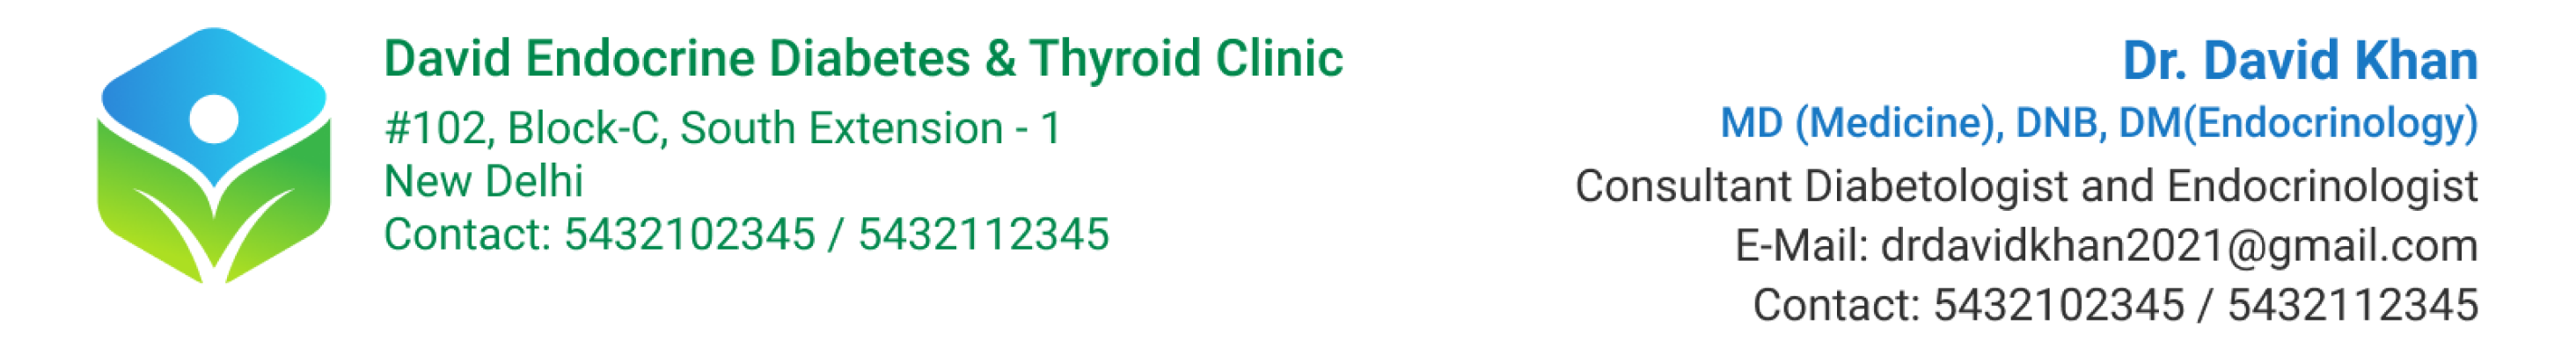 David Endocrine Diabetes & Thyroid Clinic
#102, Block-C, South Extension - 1
New Delhi
Contact: 5432102345 / 5432112345
Dr. David Khan
MD (Medicine), DNB, DM(Endocrinology)
Consultant Diabetologist and Endocrinologist
E-Mail: drdavidkhan2021@gmail.com
Contact: 5432102345 / 5432112345